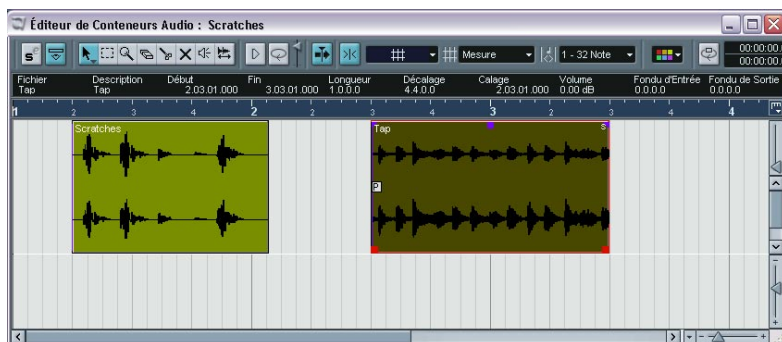 Éditeur de Conteneurs Audio : Scratches
Mesure
1 - 32 Note
00:00:00.
00:00:00.
Fichier Description Début Fin Longueur Décalage Calage Volume Fondu d'Entrée Fondu de Sortie
Tap Tap 2.03.01.000 3.03.01.000 1.0.0.0 4.4.0.0 2.03.01.000 0.00 dB 0.0.0.0 0.0.0.0
1 2 3 4 2 2 3 4 3 2 3 4 4
Scratches
Tap
S
P